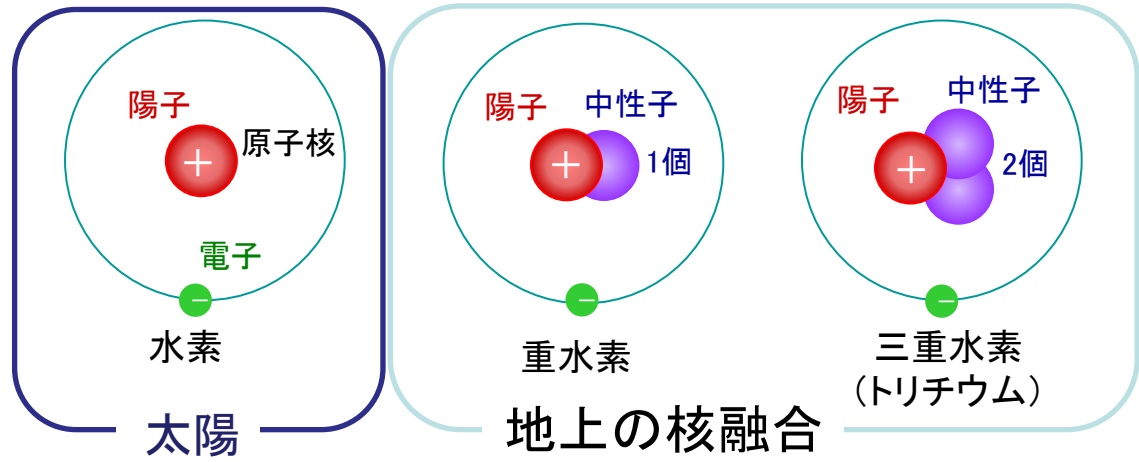 陽子
+
原子核
電子
−
水素
太陽
陽子
中性子
+
1個
−
重水素
陽子
中性子
+
2個
−
三重水素
(トリチウム)
地上の核融合